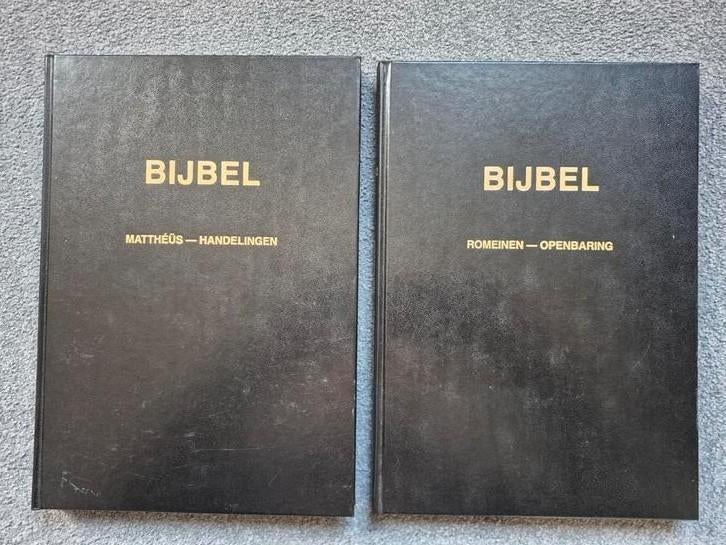 BIJBEL
MATTHÉÜS — HANDELINGEN
BIJBEL
ROMEINEN — OPENBARING